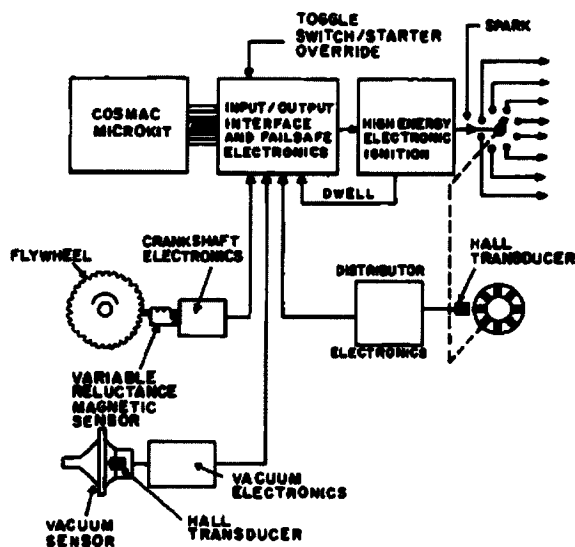 TOGGLE
SWITCH/STARTER
OVERRIDE
SPARK
COSMAC
MICROKIT
INPUT/OUTPUT
INTERFACE
AND FAILSAFE
ELECTRONICS
HIGH ENERGY
ELECTRONIC
IGNITION
DWELL
FLYWHEEL
CRANKSHAFT
ELECTRONICS
HALL
TRANSDUCER
DISTRIBUTOR
ELECTRONICS
VARIABLE
RELUCTANCE
MAGNETIC
SENSOR
VACUUM
ELECTRONICS
VACUUM
SENSOR
HALL
TRANSDUCER